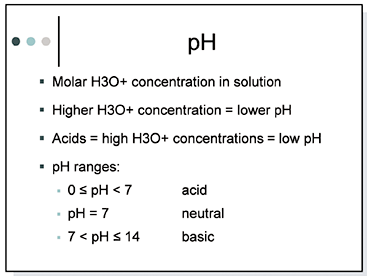 pH
Molar H3O+ concentration in solution
Higher H3O+ concentration = lower pH
Acids = high H3O+ concentrations = low pH
pH ranges:
0 ≤ pH < 7 acid
pH = 7 neutral
7 < pH ≤ 14 basic